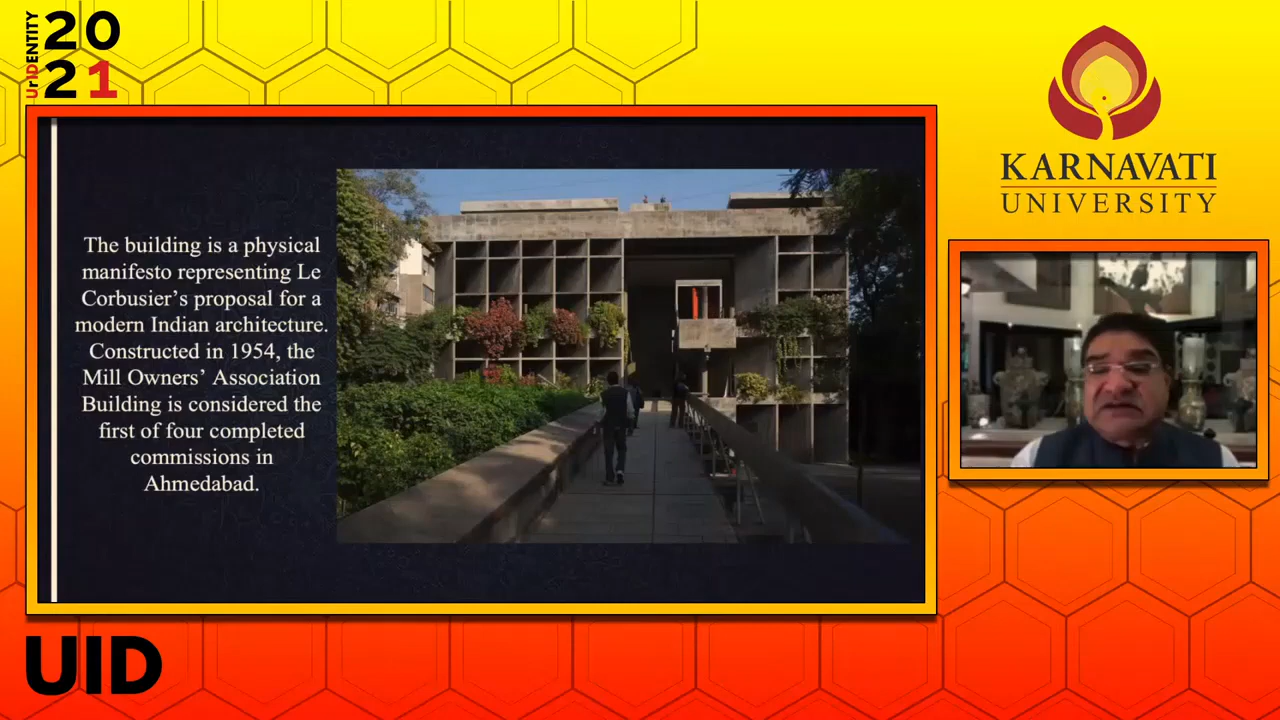 UrIDENTITY
20
21
KARNAVATI
UNIVERSITY
The building is a physical
manifesto representing Le
Corbusier’s proposal for a
modern Indian architecture.
Constructed in 1954, the
Mill Owners’ Association
Building is considered the
first of four completed
commissions in
Ahmedabad.
UID